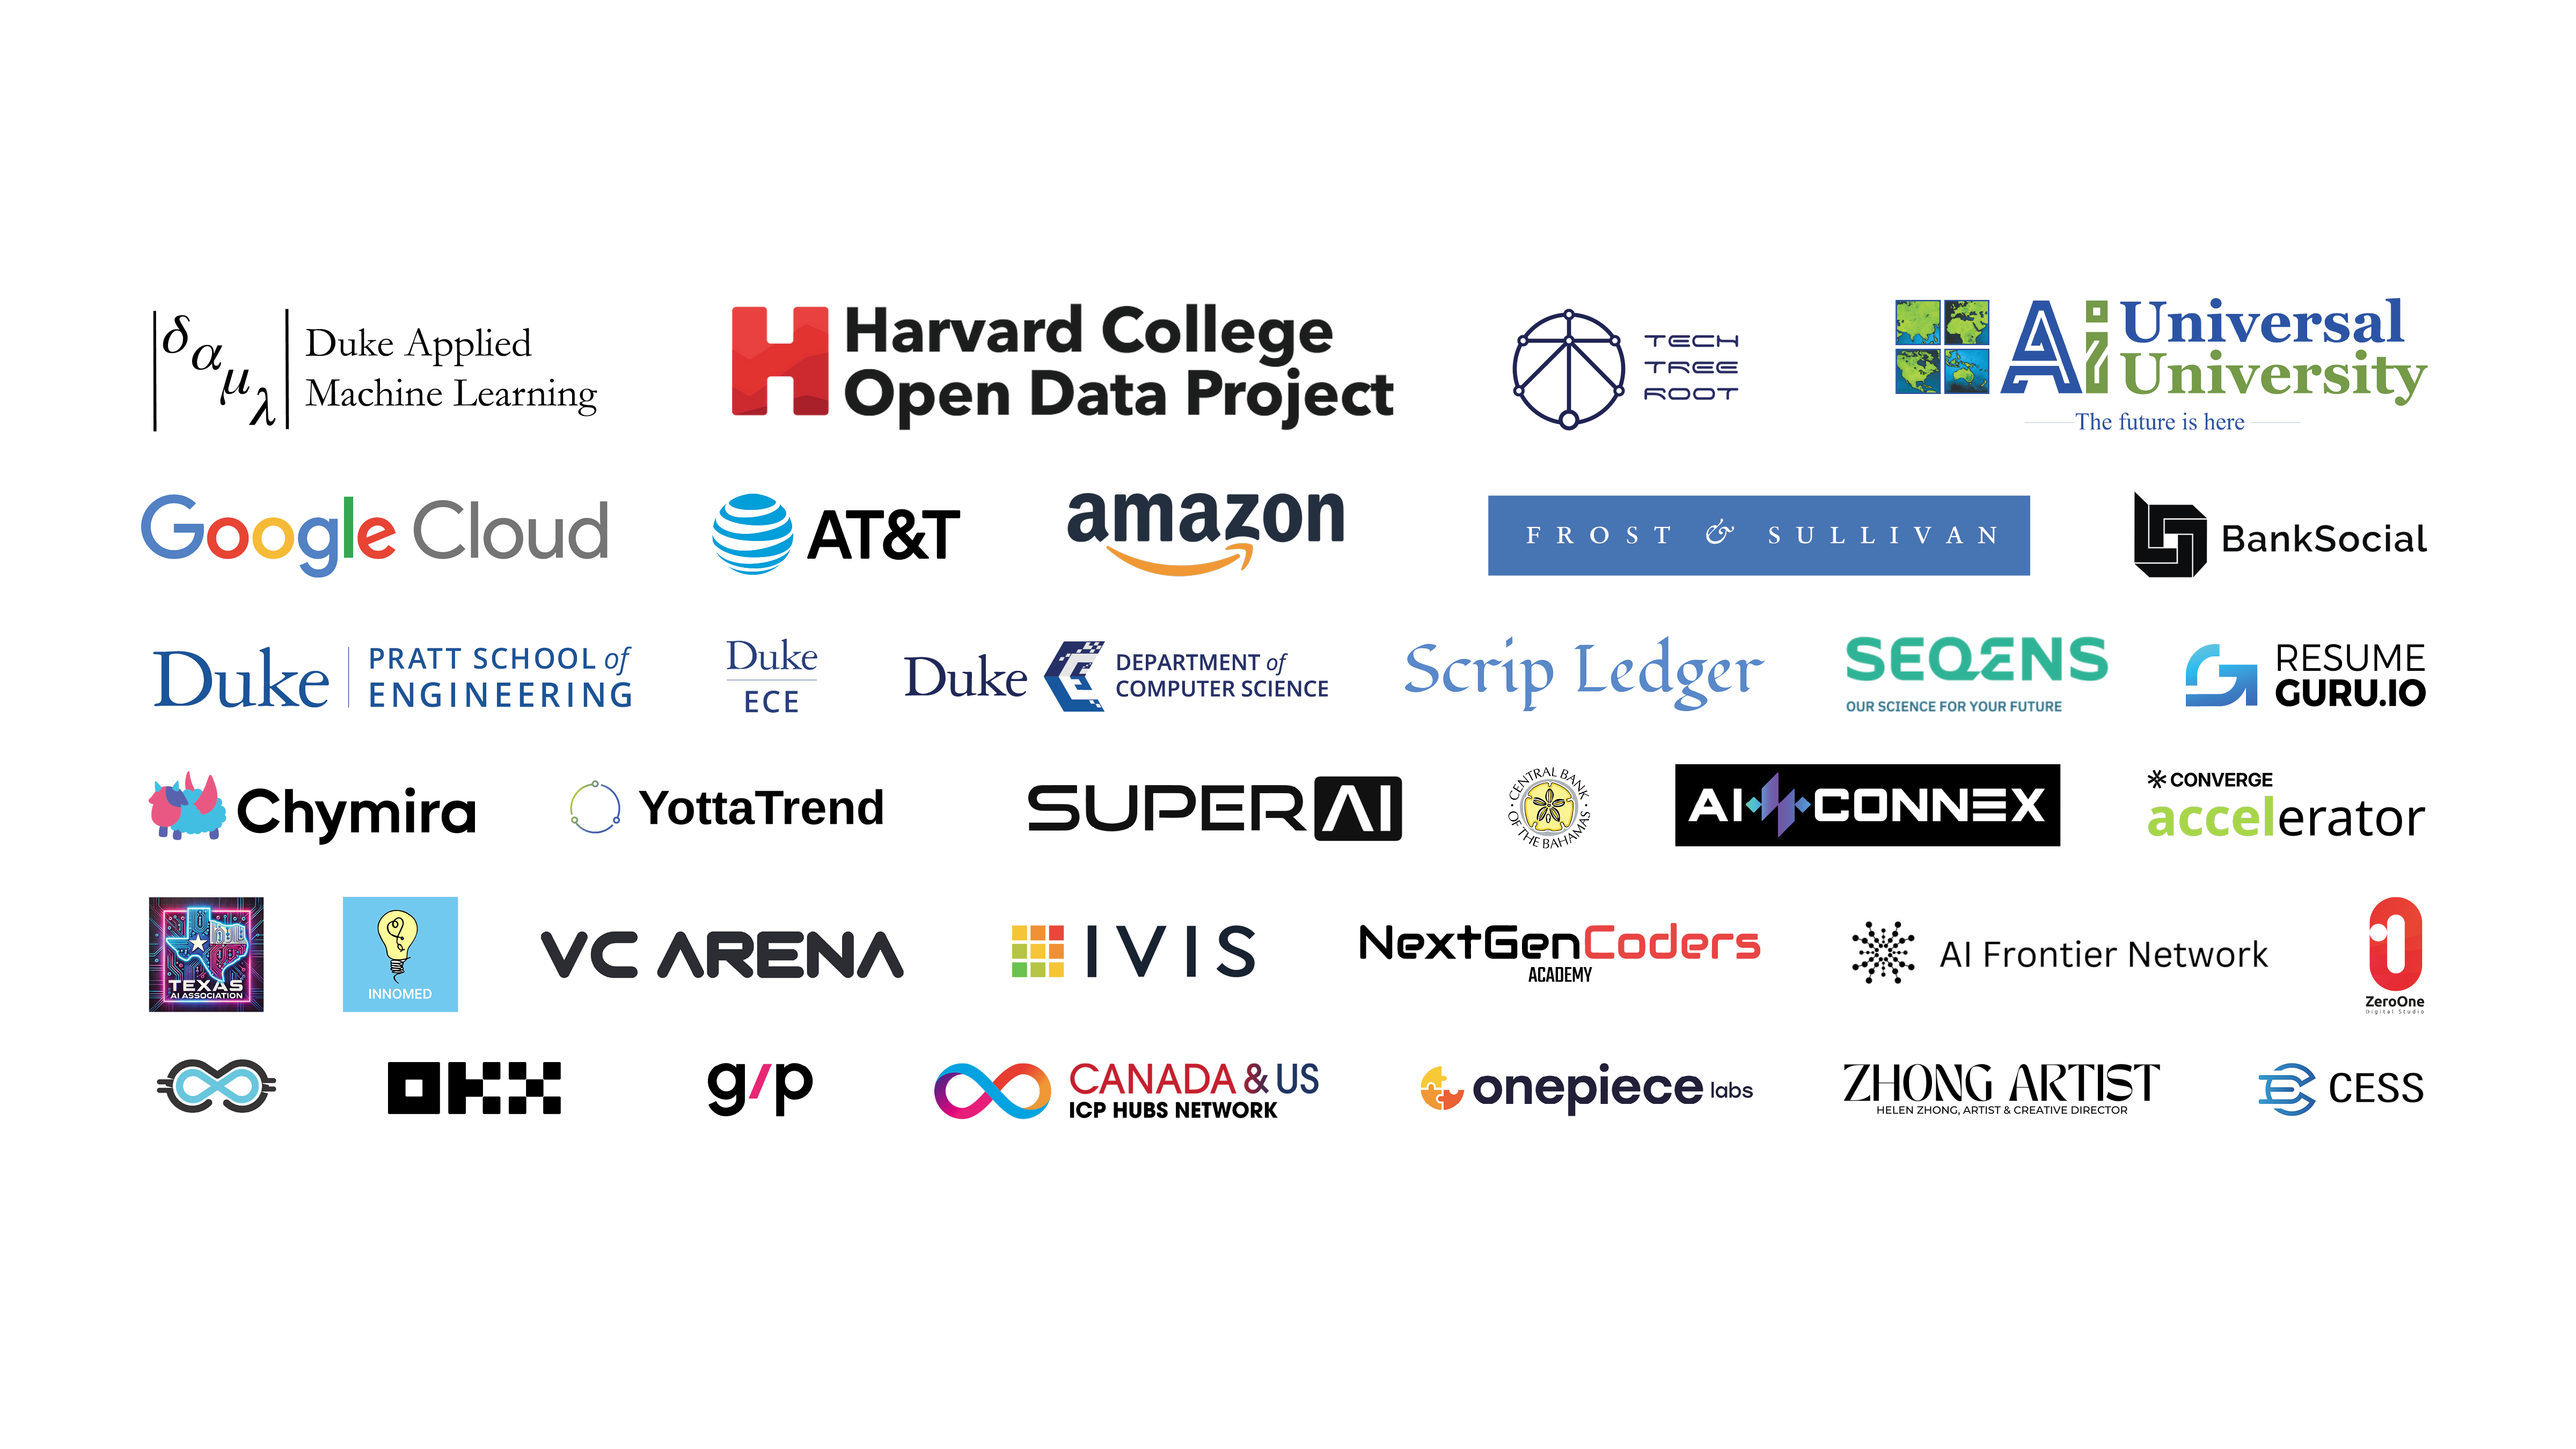 δαμλ
Duke Applied
Machine Learning
Harvard College
Open Data Project
TECH
TREE
ROOT
Ai Universal
University
The future is here
Google Cloud
AT&T
amazon
FROST & SULLIVAN
BankSocial
Duke
PRATT SCHOOL of
ENGINEERING
Duke
ECE
Duke
DEPARTMENT of
COMPUTER SCIENCE
Scrip Ledger
SEQENS
OUR SCIENCE FOR YOUR FUTURE
RESUME
GURU.IO
Chymira
YottaTrend
SUPER AI
CENTRAL BANK
OF THE BAHAMAS
AI CONNEX
CONVERGE
accelerator
TEXAS
AI ASSOCIATION
INNOMED
VC ARENA
IVIS
NextGenCoders
ACADEMY
AI Frontier Network
ZeroOne
Digital Studio
OKX
g/p
CANADA & US
ICP HUBS NETWORK
onepiece labs
ZHONG ARTIST
HELEN ZHONG, ARTIST & CREATIVE DIRECTOR
CESS